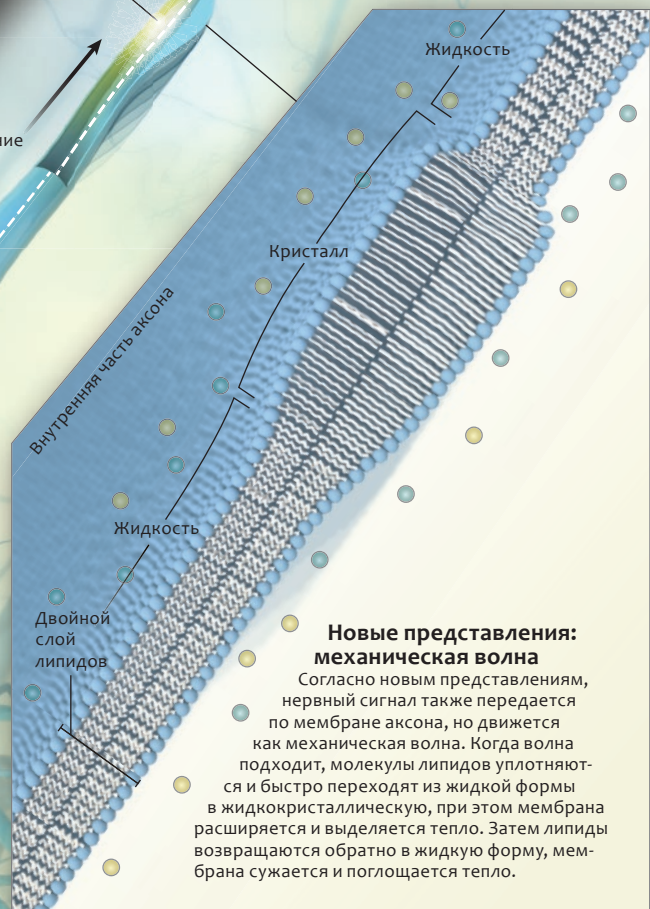 Жидкость
ние
Кристалл
Внутренняя часть аксона
Жидкость
Двойной
слой
липидов
Новые представления:
механическая волна
Согласно новым представлениям,
нервный сигнал также передается
по мембране аксона, но движется
как механическая волна. Когда волна
подходит, молекулы липидов уплотняют-
ся и быстро переходят из жидкой формы
в жидкокристаллическую, при этом мембрана
расширяется и выделяется тепло. Затем липиды
возвращаются обратно в жидкую форму, мем-
брана сужается и поглощается тепло.